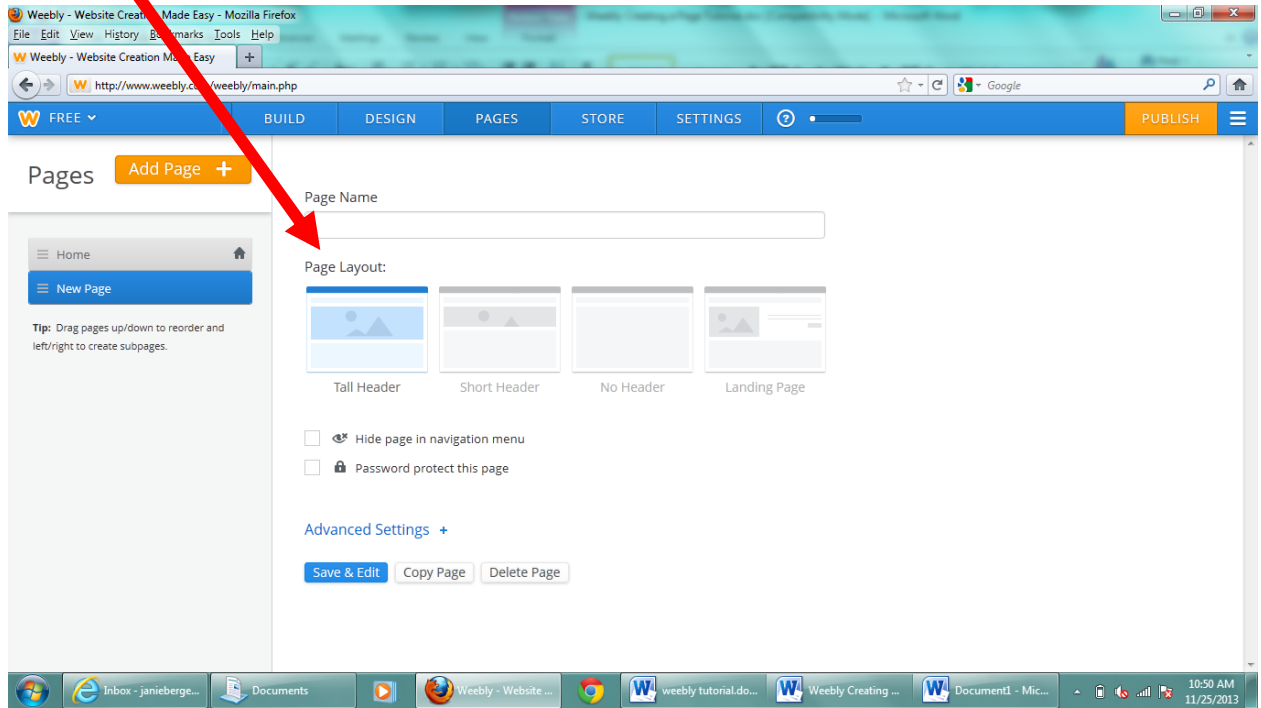 Weebly - Website Creation Made Easy - Mozilla Firefox
File Edit View History Bookmarks Tools Help
Weebly - Website Creation Made Easy +
http://www.weebly.com/weebly/main.php Google
FREE BUILD DESIGN PAGES STORE SETTINGS ? PUBLISH
Pages Add Page +
Page Name
Home
Page Layout:
New Page
Tip: Drag pages up/down to reorder and
left/right to create subpages.
Tall Header Short Header No Header Landing Page
Hide page in navigation menu
Password protect this page
Advanced Settings +
Save & Edit Copy Page Delete Page
Inbox - janieberge... Documents Weebly - Website ... weebly tutorial.do... Weebly Creating ... Document1 - Mic... 10:50 AM
11/25/2013